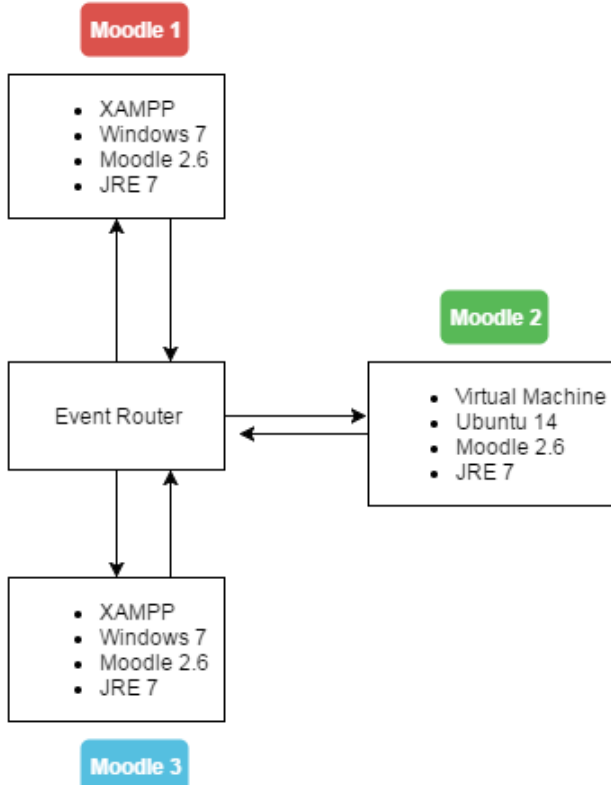 Moodle 1
• XAMPP
• Windows 7
• Moodle 2.6
• JRE 7
Moodle 2
Event Router
• Virtual Machine
• Ubuntu 14
• Moodle 2.6
• JRE 7
• XAMPP
• Windows 7
• Moodle 2.6
• JRE 7
Moodle 3